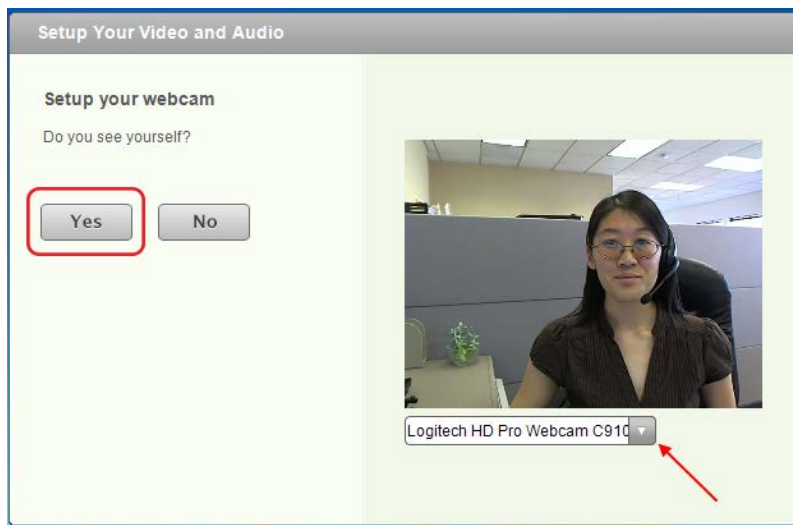 Setup Your Video and Audio
Setup your webcam
Do you see yourself?
Yes
No
Logitech HD Pro Webcam C910